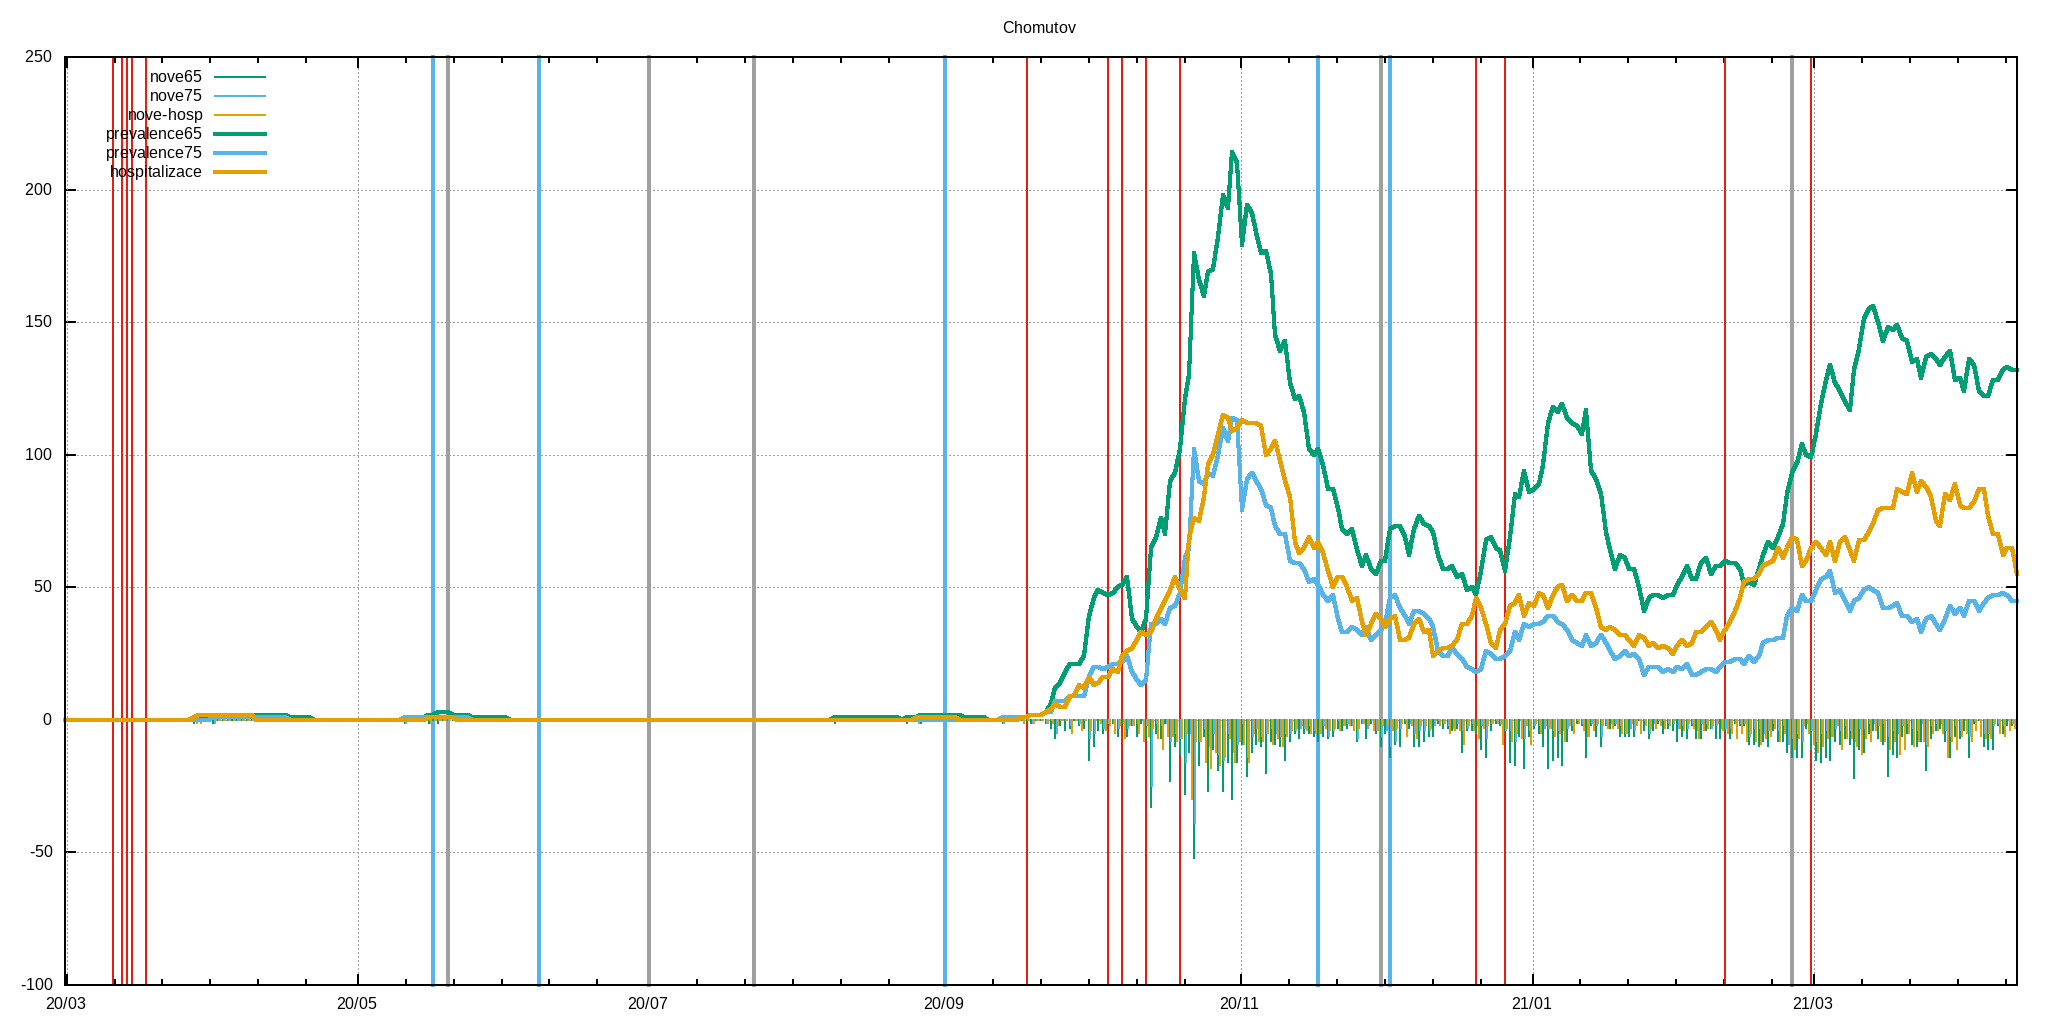 Chomutov
250
200
150
100
50
0
-50
-100
nove65
nove75
nove-hosp
prevalence65
prevalence75
hospitalizace
20/03 20/05 20/07 20/09 20/11 21/01 21/03